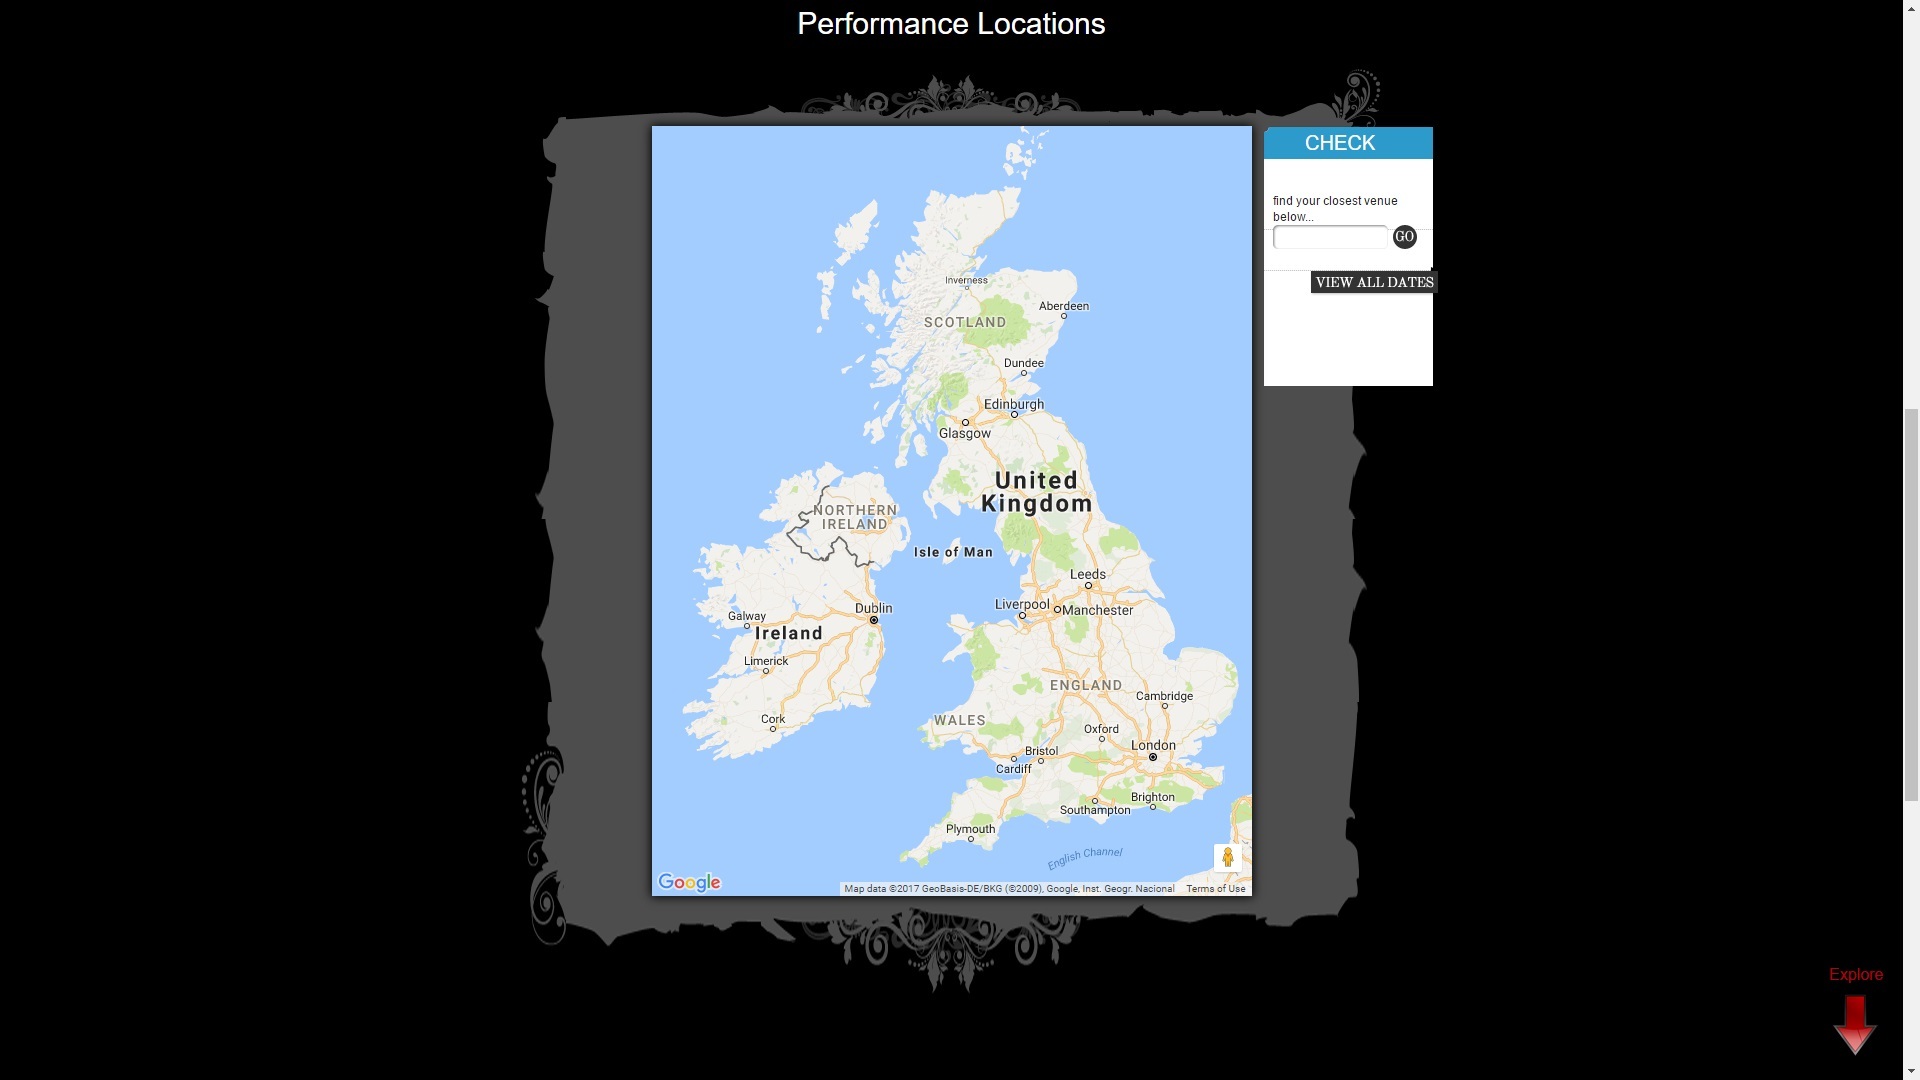 Performance Locations
CHECK
find your closest venue
below...
GO
VIEW ALL DATES
Inverness
Aberdeen
SCOTLAND
Dundee
Edinburgh
Glasgow
United
Kingdom
NORTHERN
IRELAND
Isle of Man
Leeds
Liverpool
Manchester
Dublin
Galway
Ireland
Limerick
ENGLAND
Cambridge
Cork
WALES
Oxford
London
Bristol
Cardiff
Brighton
Southampton
Plymouth
English Channel
Google
Map data ©2017 GeoBasis-DE/BKG (©2009), Google, Inst. Geogr. Nacional
Terms of Use
Explore